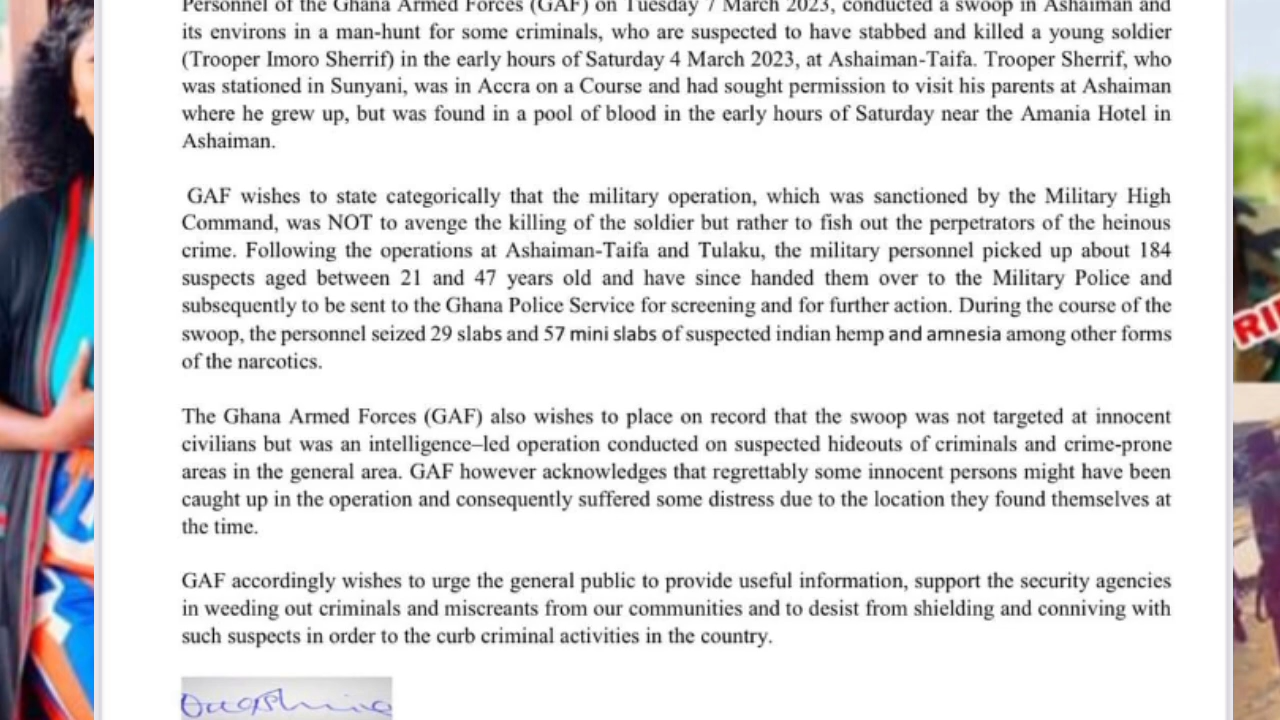 Personnel of the Ghana Armed Forces (GAF) on Tuesday 7 March 2023, conducted a swoop in Ashaiman and
its environs in a man-hunt for some criminals, who are suspected to have stabbed and killed a young soldier
(Trooper Imoro Sherrif) in the early hours of Saturday 4 March 2023, at Ashaiman-Taifa. Trooper Sherrif, who
was stationed in Sunyani, was in Accra on a Course and had sought permission to visit his parents at Ashaiman
where he grew up, but was found in a pool of blood in the early hours of Saturday near the Amania Hotel in
Ashaiman.
GAF wishes to state categorically that the military operation, which was sanctioned by the Military High
Command, was NOT to avenge the killing of the soldier but rather to fish out the perpetrators of the heinous
crime. Following the operations at Ashaiman-Taifa and Tulaku, the military personnel picked up about 184
suspects aged between 21 and 47 years old and have since handed them over to the Military Police and
subsequently to be sent to the Ghana Police Service for screening and for further action. During the course of the
swoop, the personnel seized 29 slabs and 57 mini slabs of suspected indian hemp and amnesia among other forms
of the narcotics.
The Ghana Armed Forces (GAF) also wishes to place on record that the swoop was not targeted at innocent
civilians but was an intelligence–led operation conducted on suspected hideouts of criminals and crime-prone
areas in the general area. GAF however acknowledges that regrettably some innocent persons might have been
caught up in the operation and consequently suffered some distress due to the location they found themselves at
the time.
GAF accordingly wishes to urge the general public to provide useful information, support the security agencies
in weeding out criminals and miscreants from our communities and to desist from shielding and conniving with
such suspects in order to the curb criminal activities in the country.
RI